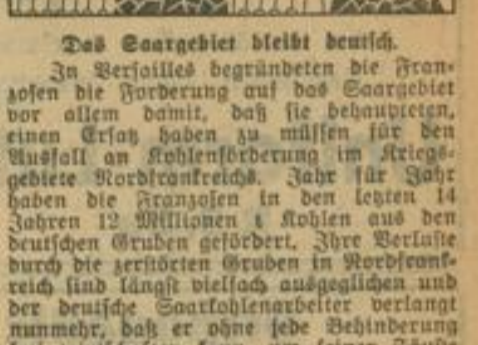 Das Saargebiet bleibt deutsch.
In Versailles begründeten die Fran-
zosen die Forderung auf das Saargebiet
vor allem damit, daß sie behaupteten,
einen Ersatz haben zu müssen für den
Ausfall an Kohlenförderung im Kriegs-
gebiete Nordfrankreichs. Jahr für Jahr
haben die Franzosen in den letzten 14
Jahren 12 Millionen t Kohlen aus den
deutschen Gruben gefördert. Ihre Verluste
durch die zerstörten Gruben in Nordfrank-
reich sind längst vielfach ausgeglichen und
der deutsche Saarkohlenarbeiter verlangt
nunmehr, daß er ohne jede Behinderung